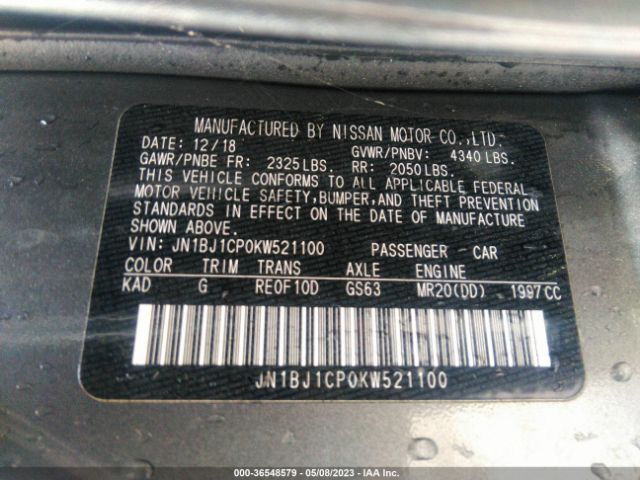 MANUFACTURED BY NISSAN MOTOR CO.,LTD.
DATE: 12/18 GVWR/PNBV: 4340 LBS.
GAWR/PNBE FR: 2325 LBS. RR: 2050 LBS.
THIS VEHICLE CONFORMS TO ALL APPLICABLE FEDERAL
MOTOR VEHICLE SAFETY,BUMPER,AND THEFT PREVENTION
STANDARDS IN EFFECT ON THE DATE OF MANUFACTURE
SHOWN ABOVE.
VIN: JN1BJ1CP0KW521100 PASSENGER CAR
COLOR TRIM TRANS AXLE ENGINE
KAD G RE0F10D GS63 MR20(DD) 1997CC
JN1BJ1CP0KW521100
000-36548579 - 05/08/2023 - IAA Inc.